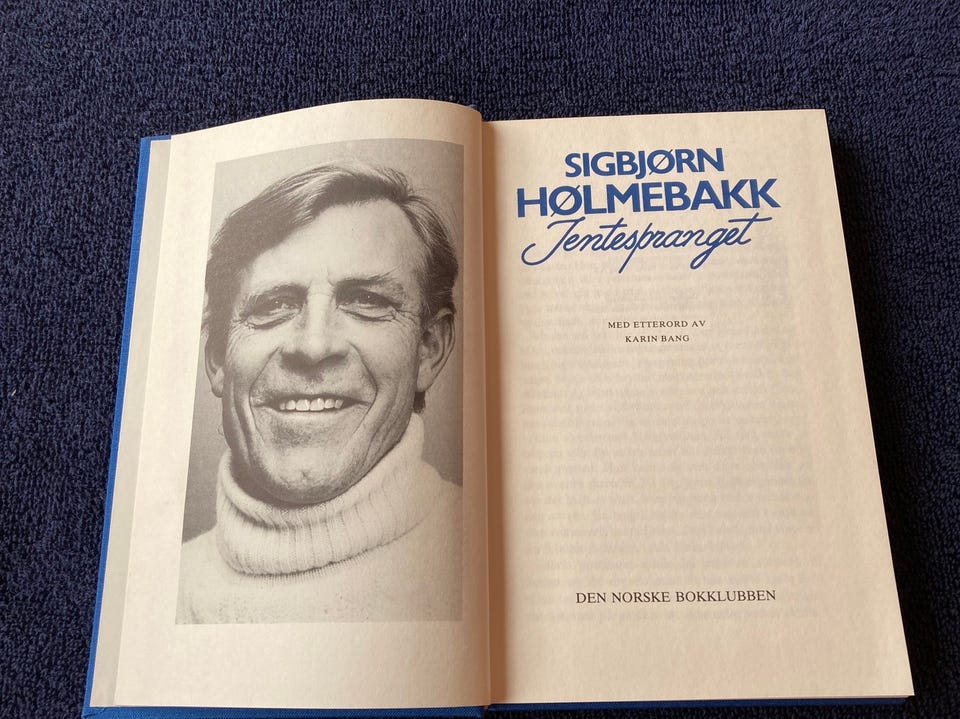 SIGBJØRN
HØLMEBAKK
Jentespranget
MED ETTERORD AV
KARIN BANG
DEN NORSKE BOKKLUBBEN